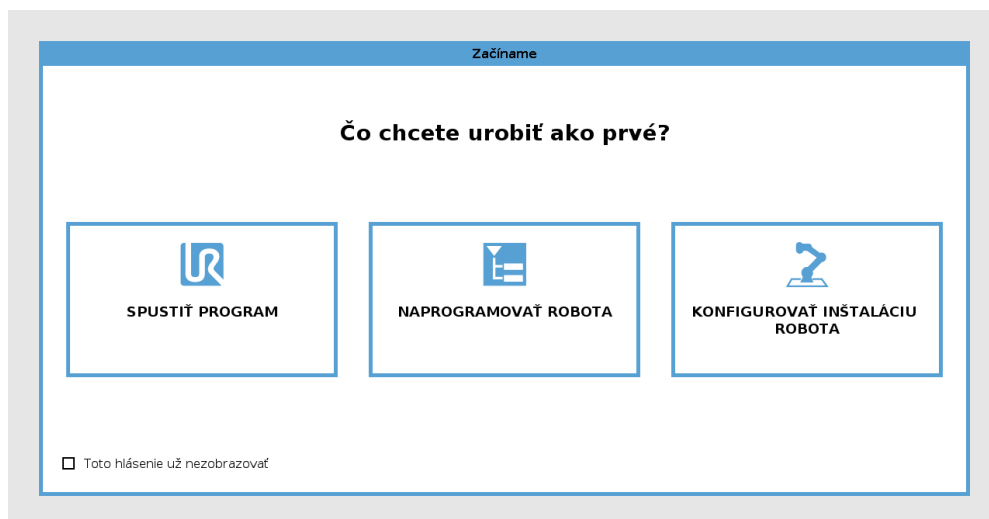 Začíname
Čo chcete urobiť ako prvé?
SPUSTIŤ PROGRAM
NAPROGRAMOVAŤ ROBOTA
KONFIGUROVAŤ INŠTALÁCIU
ROBOTA
Toto hlásenie už nezobrazovať